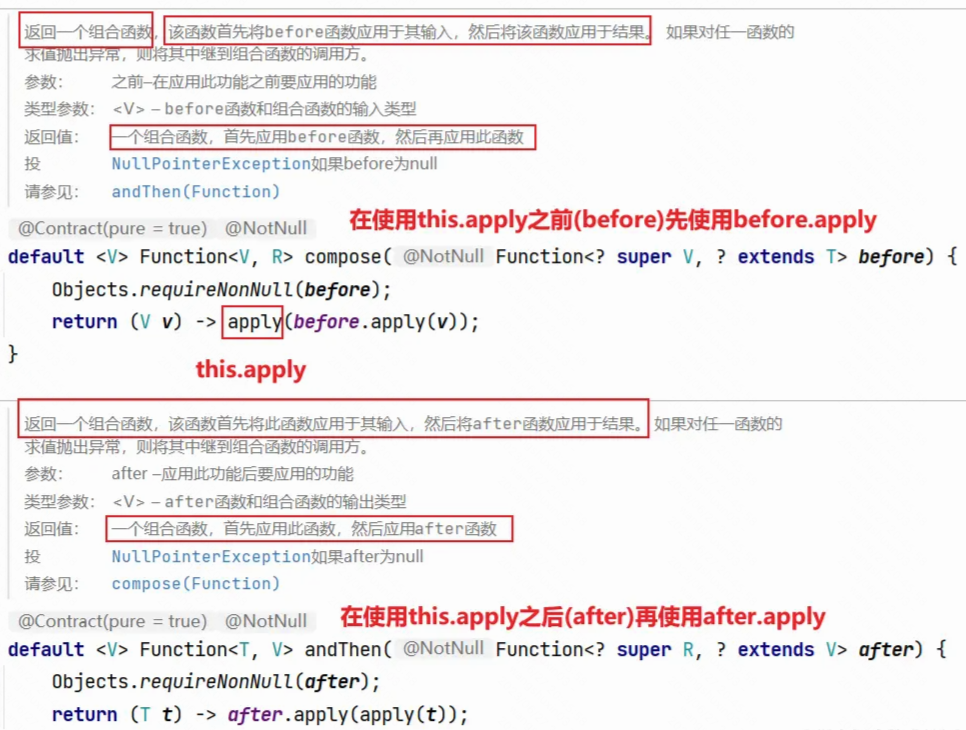 返回一个组合函数，该函数首先将before函数应用于其输入，然后将该函数应用于结果。 如果对任一函数的
求值抛出异常，则将其中继到组合函数的调用方。
参数: 之前–在应用此功能之前要应用的功能
类型参数: <V> – before函数和组合函数的输入类型
返回值: 一个组合函数，首先应用before函数，然后再应用此函数
投 NullPointerException如果before为null
请参见: andThen(Function)
在使用this.apply之前(before)先使用before.apply
@Contract(pure = true) @NotNull
default <V> Function<V, R> compose( @NotNull Function<? super V, ? extends T> before) {
Objects.requireNonNull(before);
return (V v) -> apply(before.apply(v));
}
this.apply
返回一个组合函数，该函数首先将此函数应用于其输入，然后将after函数应用于结果。 如果对任一函数的
求值抛出异常，则将其中继到组合函数的调用方。
参数: after –应用此功能后要应用的功能
类型参数: <V> – after函数和组合函数的输出类型
返回值: 一个组合函数，首先应用此函数，然后应用after函数
投 NullPointerException如果after为null
请参见: compose(Function)
在使用this.apply之后(after)再使用after.apply
@Contract(pure = true) @NotNull
default <V> Function<T, V> andThen( @NotNull Function<? super R, ? extends V> after) {
Objects.requireNonNull(after);
return (T t) -> after.apply(apply(t));